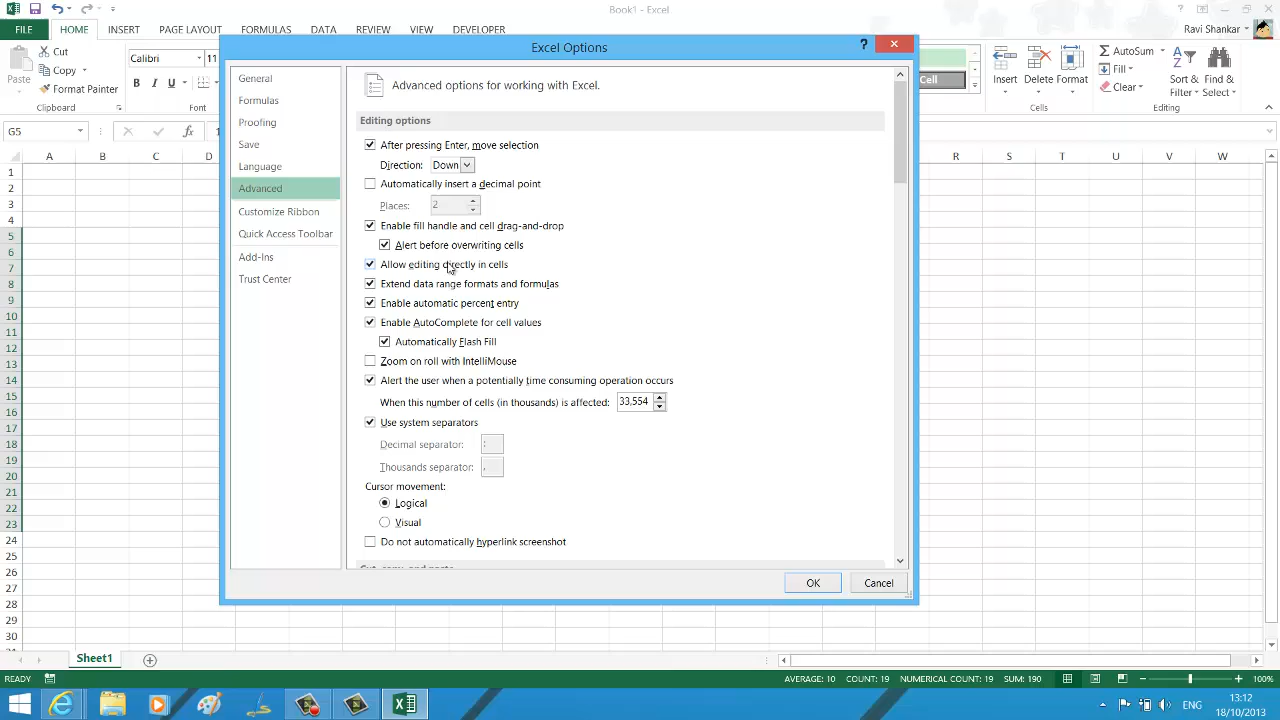 Book1 - Excel
FILE HOME INSERT PAGE LAYOUT FORMULAS DATA REVIEW VIEW DEVELOPER Ravi Shankar
Paste Cut Copy Format Painter Clipboard
Calibri 11 B I U Font
Cell Insert Delete Format Cells
AutoSum Fill Clear Sort & Filter Find & Select Editing
G5
A B C D R S T U V W
1
2
3
4
5
6
7
8
9
10
11
12
13
14
15
16
17
18
19
20
21
22
23
24
25
26
27
28
29
30
Excel Options ?
General
Formulas
Proofing
Save
Language
Advanced
Customize Ribbon
Quick Access Toolbar
Add-Ins
Trust Center
Advanced options for working with Excel.
Editing options
After pressing Enter, move selection
Direction: Down
Automatically insert a decimal point
Places: 2
Enable fill handle and cell drag-and-drop
Alert before overwriting cells
Allow editing directly in cells
Extend data range formats and formulas
Enable automatic percent entry
Enable AutoComplete for cell values
Automatically Flash Fill
Zoom on roll with IntelliMouse
Alert the user when a potentially time consuming operation occurs
When this number of cells (in thousands) is affected: 33,554
Use system separators
Decimal separator:
Thousands separator: ,
Cursor movement:
Logical
Visual
Do not automatically hyperlink screenshot
Cut, copy, and paste
OK Cancel
Sheet1
READY AVERAGE: 10 COUNT: 19 NUMERICAL COUNT: 19 SUM: 190 100%
ENG 13:12
18/10/2013